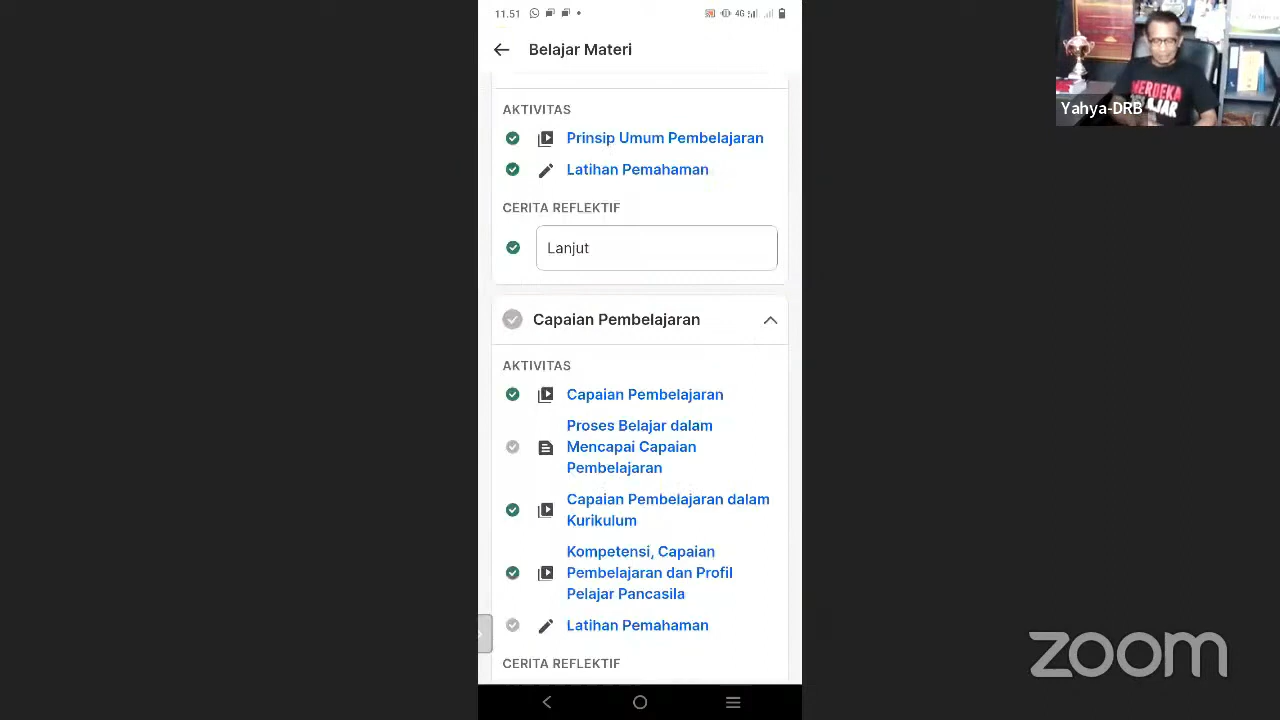 11.51
4G
Belajar Materi
AKTIVITAS
Prinsip Umum Pembelajaran
Latihan Pemahaman
CERITA REFLEKTIF
Lanjut
Capaian Pembelajaran
AKTIVITAS
Capaian Pembelajaran
Proses Belajar dalam
Mencapai Capaian
Pembelajaran
Capaian Pembelajaran dalam
Kurikulum
Kompetensi, Capaian
Pembelajaran dan Profil
Pelajar Pancasila
Latihan Pemahaman
CERITA REFLEKTIF
MERDEKA
Yahya-DRB
zoom